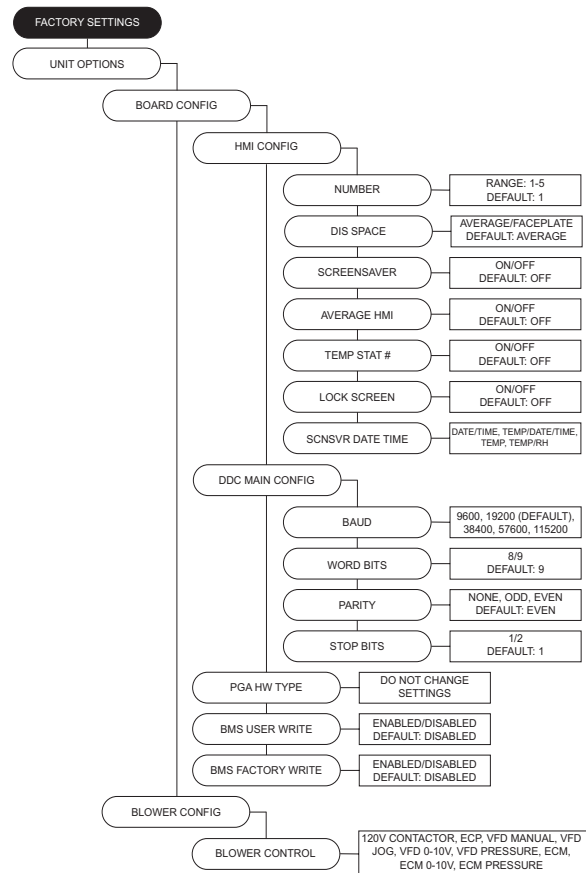 FACTORY SETTINGS
UNIT OPTIONS
BOARD CONFIG
HMI CONFIG
NUMBER
RANGE: 1-5
DEFAULT: 1
DIS SPACE
AVERAGE/FACEPLATE
DEFAULT: AVERAGE
SCREENSAVER
ON/OFF
DEFAULT: OFF
AVERAGE HMI
ON/OFF
DEFAULT: OFF
TEMP STAT #
ON/OFF
DEFAULT: OFF
LOCK SCREEN
ON/OFF
DEFAULT: OFF
SCNSVR DATE TIME
DATE/TIME, TEMP/DATE/TIME,
TEMP, TEMP/RH
DDC MAIN CONFIG
BAUD
9600, 19200 (DEFAULT),
38400, 57600, 115200
WORD BITS
8/9
DEFAULT: 9
PARITY
NONE, ODD, EVEN
DEFAULT: EVEN
STOP BITS
1/2
DEFAULT: 1
PGA HW TYPE
DO NOT CHANGE
SETTINGS
BMS USER WRITE
ENABLED/DISABLED
DEFAULT: DISABLED
BMS FACTORY WRITE
ENABLED/DISABLED
DEFAULT: DISABLED
BLOWER CONFIG
BLOWER CONTROL
120V CONTACTOR, ECP, VFD MANUAL, VFD
JOG, VFD 0-10V, VFD PRESSURE, ECM,
ECM 0-10V, ECM PRESSURE